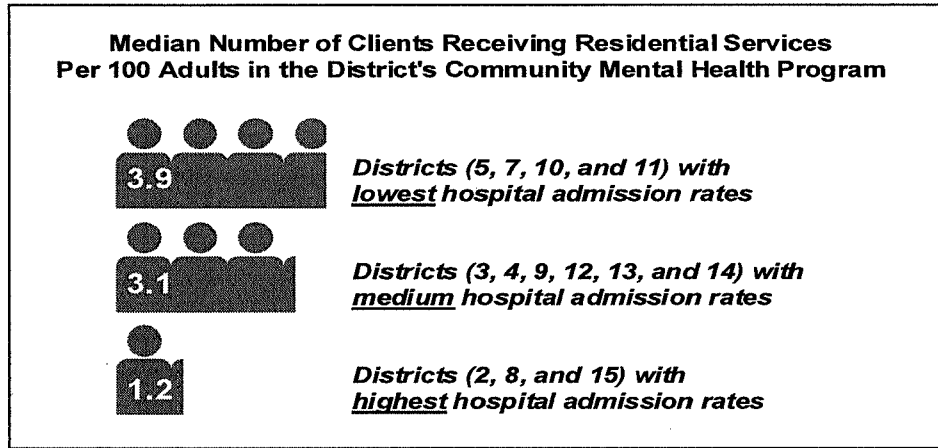 Median Number of Clients Receiving Residential Services
Per 100 Adults in the District's Community Mental Health Program
3.9
Districts (5, 7, 10, and 11) with
lowest hospital admission rates
3.1
Districts (3, 4, 9, 12, 13, and 14) with
medium hospital admission rates
1.2
Districts (2, 8, and 15) with
highest hospital admission rates